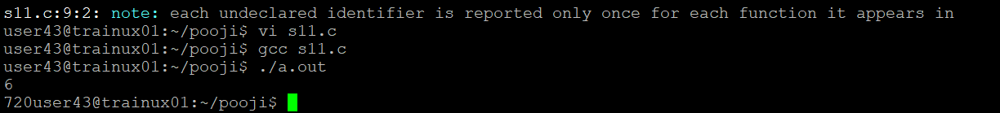 s11.c:9:2: note: each undeclared identifier is reported only once for each function it appears in
user43@trainux01:~/pooji$ vi s11.c
user43@trainux01:~/pooji$ gcc s11.c
user43@trainux01:~/pooji$ ./a.out
6
720user43@trainux01:~/pooji$